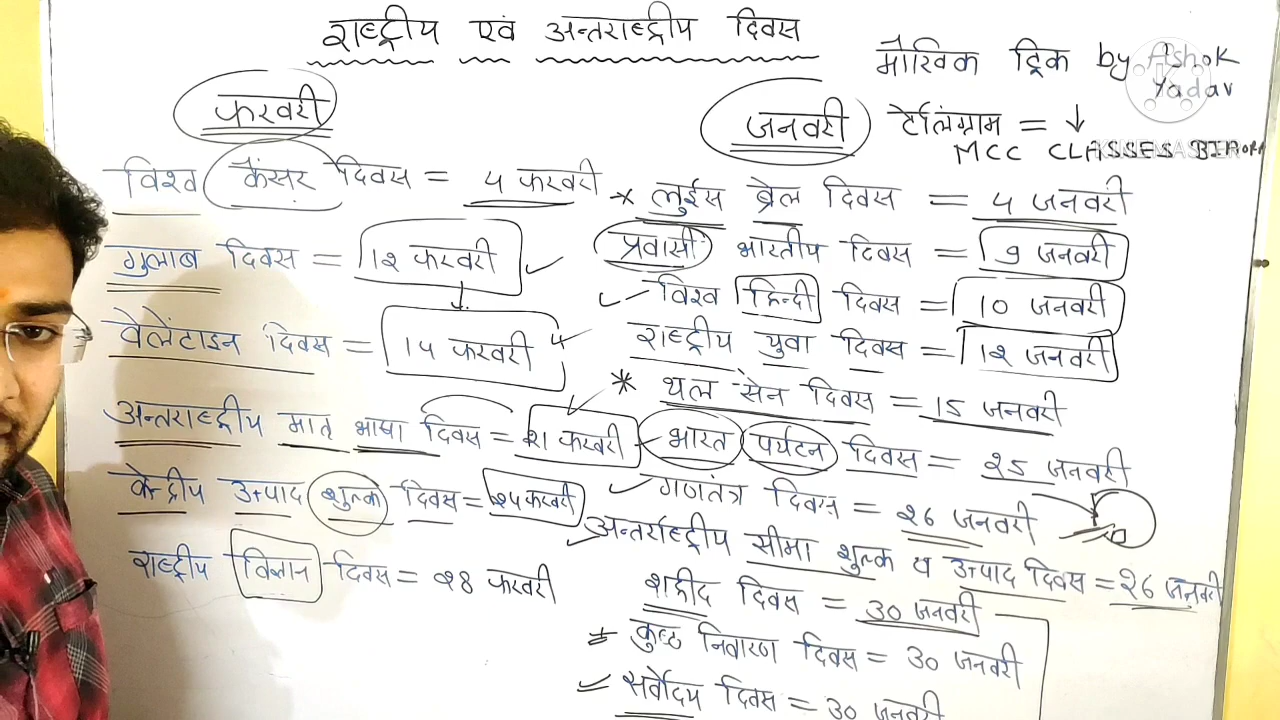 राष्ट्रीय एवं अन्तराष्ट्रीय दिवस
मौखिक ट्रिक by Ashok Yadav
टेलिग्राम = ↓
MCC CLASSES
जनवरी
* लुईस ब्रेल दिवस = 4 जनवरी
प्रवासी भारतीय दिवस = 9 जनवरी
विश्व हिन्दी दिवस = 10 जनवरी
राष्ट्रीय युवा दिवस = 12 जनवरी
* थल सेन दिवस = 15 जनवरी
भारत पर्यटन दिवस = 25 जनवरी
गणतंत्र दिवस = 26 जनवरी
अन्तर्राष्ट्रीय सीमा शुल्क व उत्पाद दिवस = 26 जनवरी
शहीद दिवस = 30 जनवरी
कुष्ठ निवारण दिवस = 30 जनवरी
सर्वोदय दिवस = 30 जनवरी
फरवरी
विश्व कैंसर दिवस = 4 फरवरी
गुलाब दिवस = 12 फरवरी
वेलेंटाइन दिवस = 14 फरवरी
अन्तराष्ट्रीय मातृ भाषा दिवस = 21 फरवरी
केन्द्रीय उत्पाद शुल्क दिवस = 24 फरवरी
राष्ट्रीय विज्ञान दिवस = 28 फरवरी